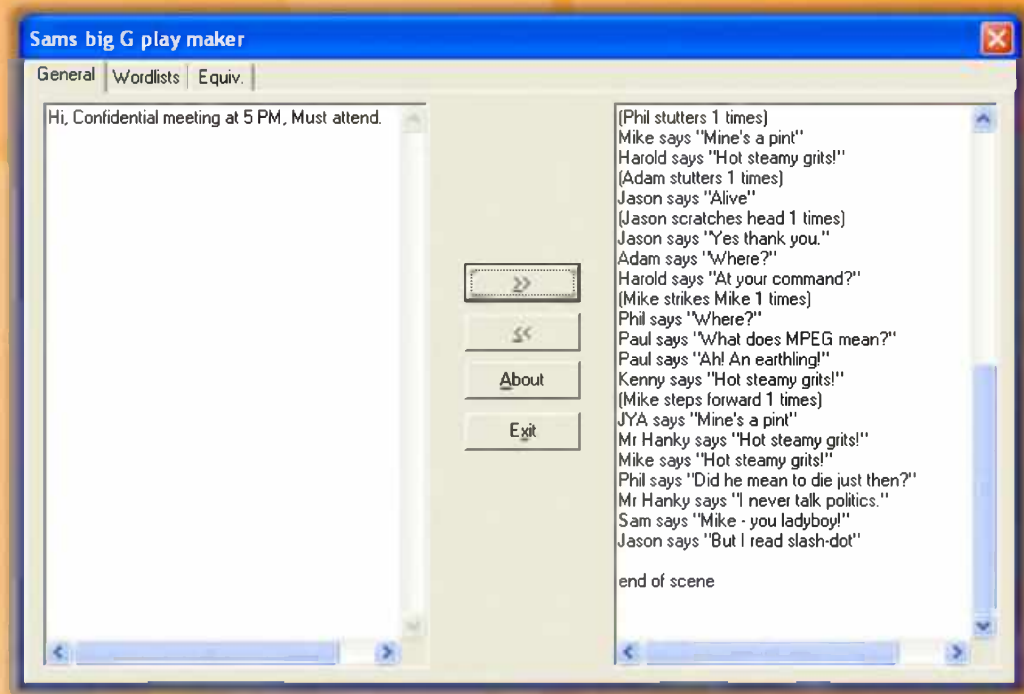 Sams big G play maker
General Wordlists Equiv.
Hi, Confidential meeting at 5 PM, Must attend.
>>
<<
About
Exit
(Phil stutters 1 times)
Mike says "Mine's a pint"
Harold says "Hot steamy grits!"
(Adam stutters 1 times)
Jason says "Alive"
(Jason scratches head 1 times)
Jason says "Yes thank you."
Adam says "Where?"
Harold says "At your command?"
(Mike strikes Mike 1 times)
Phil says "Where?"
Paul says "What does MPEG mean?"
Paul says "Ah! An earthling!"
Kenny says "Hot steamy grits!"
(Mike steps forward 1 times)
JYA says "Mine's a pint"
Mr Hanky says "Hot steamy grits!"
Mike says "Hot steamy grits!"
Phil says "Did he mean to die just then?"
Mr Hanky says "I never talk politics."
Sam says "Mike - you ladyboy!"
Jason says "But I read slash-dot"
end of scene